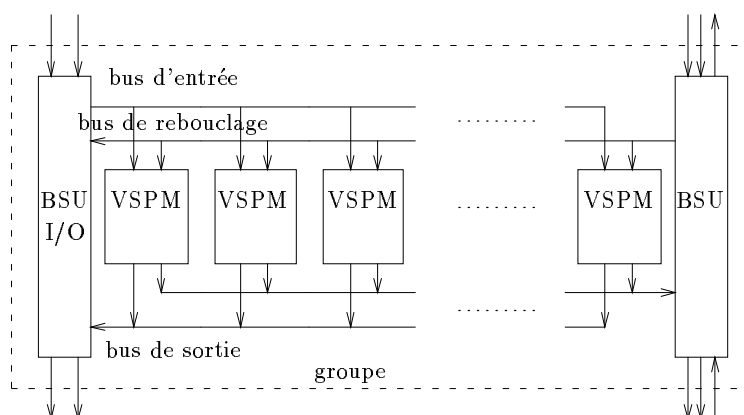 bus d'entrée
bus de rebouclage
BSU
I/O
VSPM
VSPM
VSPM
VSPM
BSU
bus de sortie
groupe